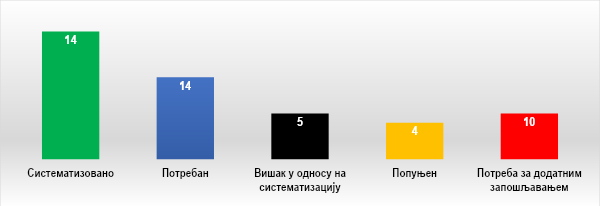 14
14
5
4
10
Систематизовано
Потребан
Вишак у односу на
систематизацију
Попуњен
Потреба за додатним
запошљавањем